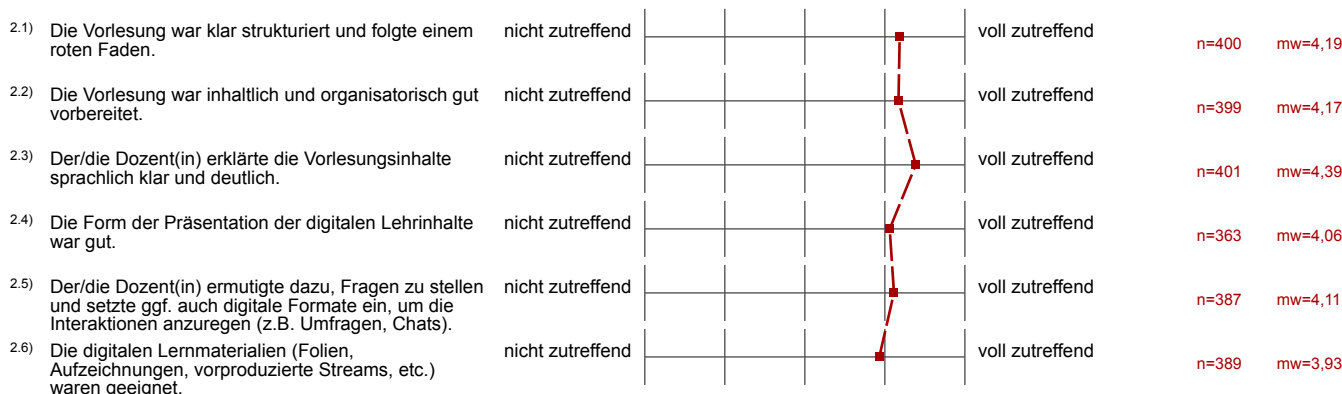 2.1) Die Vorlesung war klar strukturiert und folgte einem nicht zutreffend voll zutreffend
roten Faden. n=400 mw=4,19
2.2) Die Vorlesung war inhaltlich und organisatorisch gut nicht zutreffend voll zutreffend
vorbereitet. n=399 mw=4,17
2.3) Der/die Dozent(in) erklärte die Vorlesungsinhalte nicht zutreffend voll zutreffend
sprachlich klar und deutlich. n=401 mw=4,39
2.4) Die Form der Präsentation der digitalen Lehrinhalte nicht zutreffend voll zutreffend
war gut. n=363 mw=4,06
2.5) Der/die Dozent(in) ermutigte dazu, Fragen zu stellen nicht zutreffend voll zutreffend
und setzte ggf. auch digitale Formate ein, um die n=387 mw=4,11
Interaktionen anzuregen (z.B. Umfragen, Chats).
2.6) Die digitalen Lernmaterialien (Folien, nicht zutreffend voll zutreffend
Aufzeichnungen, vorproduzierte Streams, etc.) n=389 mw=3,93
waren geeignet.